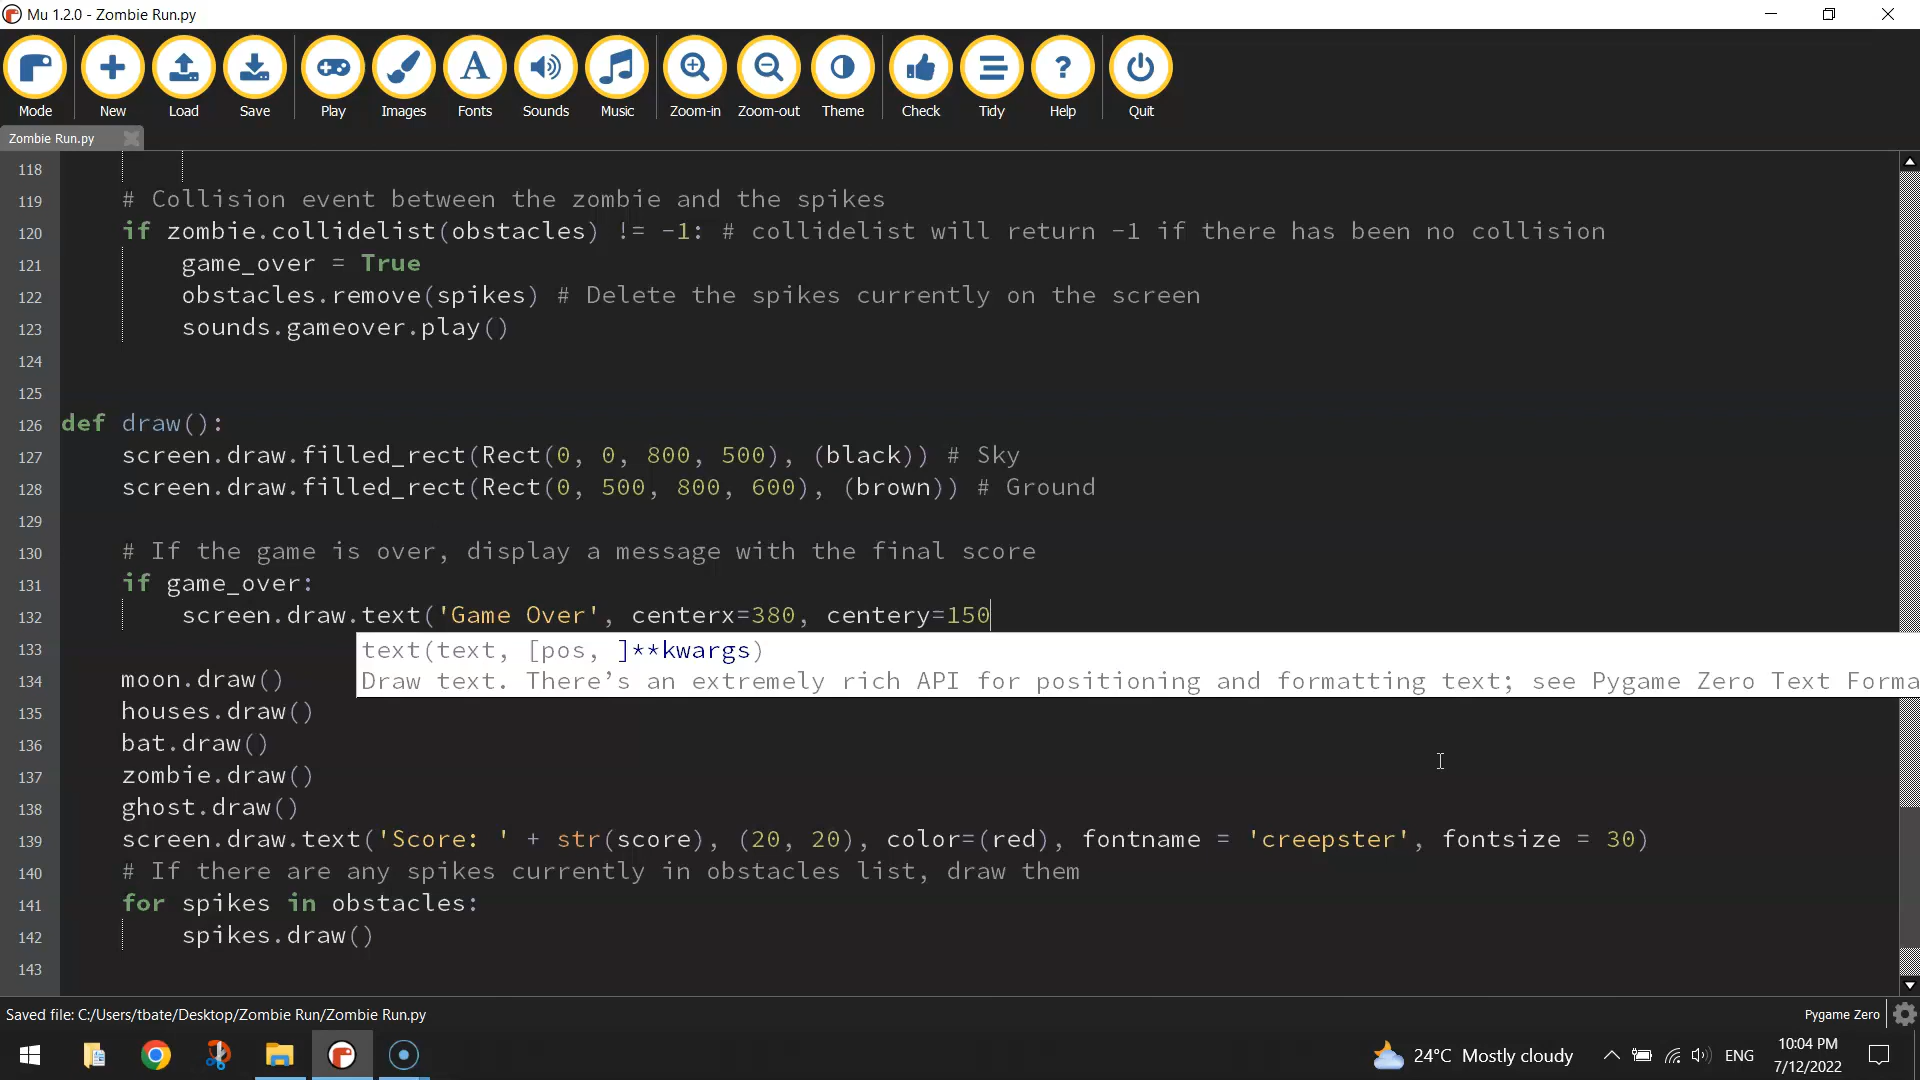 Mu 1.2.0 - Zombie Run.py
Mode New Load Save Play Images Fonts Sounds Music Zoom-in Zoom-out Theme Check Tidy Help Quit
Zombie Run.py
118
119 # Collision event between the zombie and the spikes
120 if zombie.collidelist(obstacles) != -1: # collidelist will return -1 if there has been no collision
121 game_over = True
122 obstacles.remove(spikes) # Delete the spikes currently on the screen
123 sounds.gameover.play()
124
125
126 def draw():
127 screen.draw.filled_rect(Rect(0, 0, 800, 500), (black)) # Sky
128 screen.draw.filled_rect(Rect(0, 500, 800, 600), (brown)) # Ground
129
130 # If the game is over, display a message with the final score
131 if game_over:
132 screen.draw.text('Game Over', centerx=380, centery=150
133 text(text, [pos, ]**kwargs)
Draw text. There’s an extremely rich API for positioning and formatting text; see Pygame Zero Text Forma
134 moon.draw()
135 houses.draw()
136 bat.draw()
137 zombie.draw()
138 ghost.draw()
139 screen.draw.text('Score: ' + str(score), (20, 20), color=(red), fontname = 'creepster', fontsize = 30)
140 # If there are any spikes currently in obstacles list, draw them
141 for spikes in obstacles:
142 spikes.draw()
143
Saved file: C:/Users/tbate/Desktop/Zombie Run/Zombie Run.py Pygame Zero
24°C Mostly cloudy ENG 10:04 PM
7/12/2022